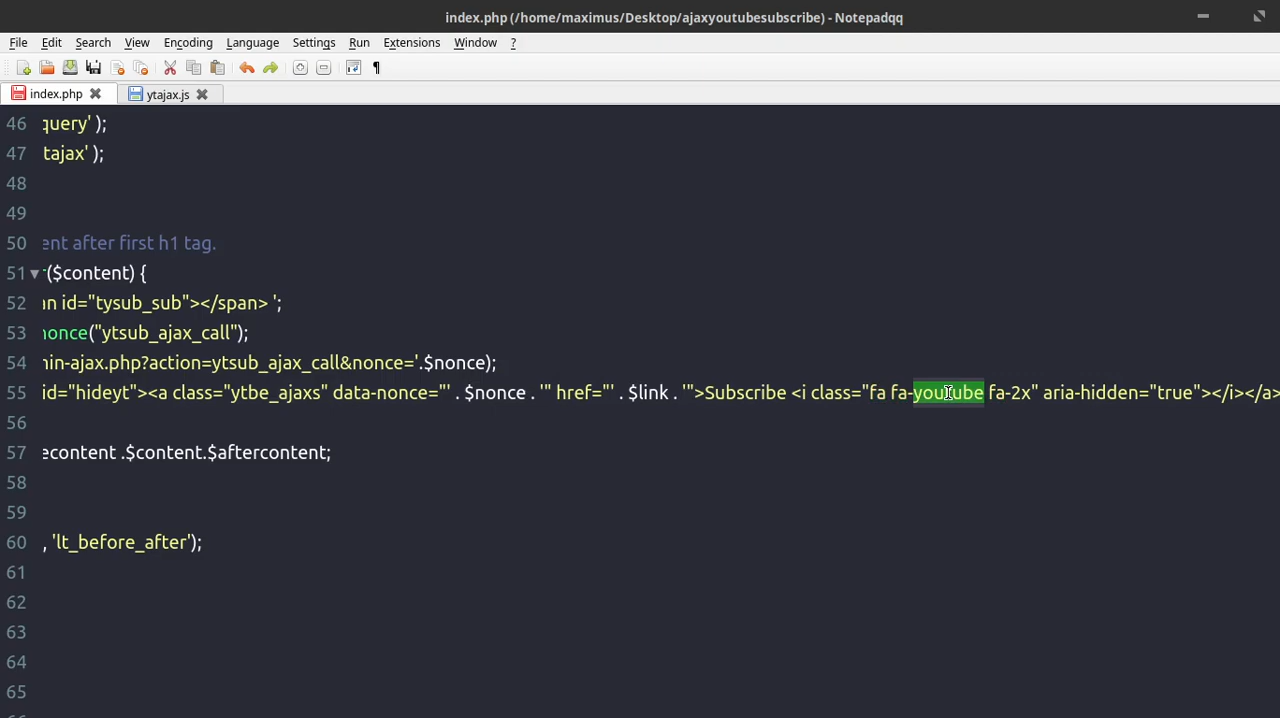 index.php (/home/maximus/Desktop/ajaxyoutubesubscribe) - Notepadqq
File Edit Search View Encoding Language Settings Run Extensions Window ?
index.php ytajax.js
46 query' );
47 tajax' );
48
49
50 ent after first h1 tag.
51 ($content) {
52 an id="tysub_sub"></span> ';
53 nonce("ytsub_ajax_call");
54 nin-ajax.php?action=ytsub_ajax_call&nonce='.$nonce);
55 id="hideyt"><a class="ytbe_ajaxs" data-nonce="' . $nonce . '" href="' . $link . '">Subscribe <i class="fa fa-youtube fa-2x" aria-hidden="true"></i></a>
56
57 econtent .$content.$aftercontent;
58
59
60 , 'lt_before_after');
61
62
63
64
65